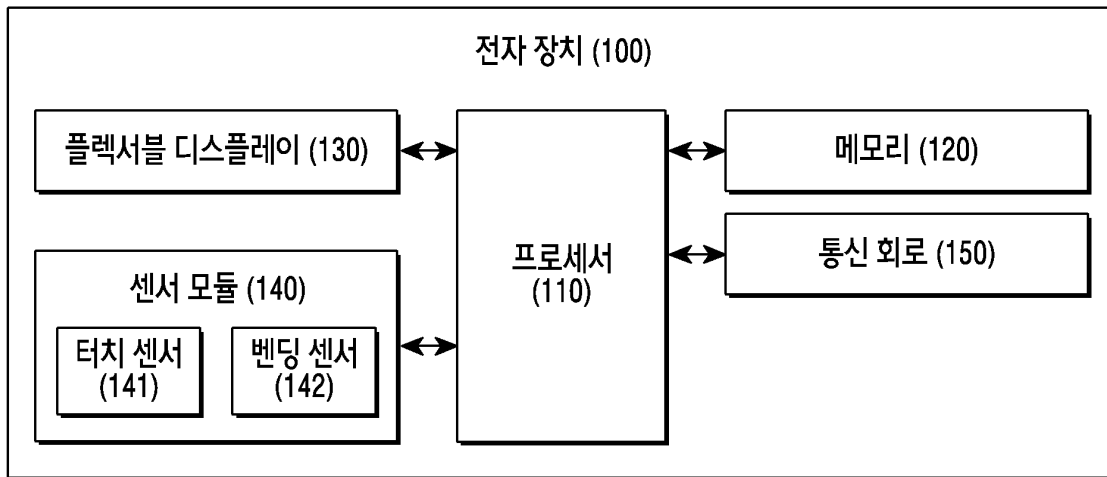 전자 장치 (100)
플렉서블 디스플레이 (130)
메모리 (120)
통신 회로 (150)
프로세서
(110)
센서 모듈 (140)
터치 센서
(141)
벤딩 센서
(142)